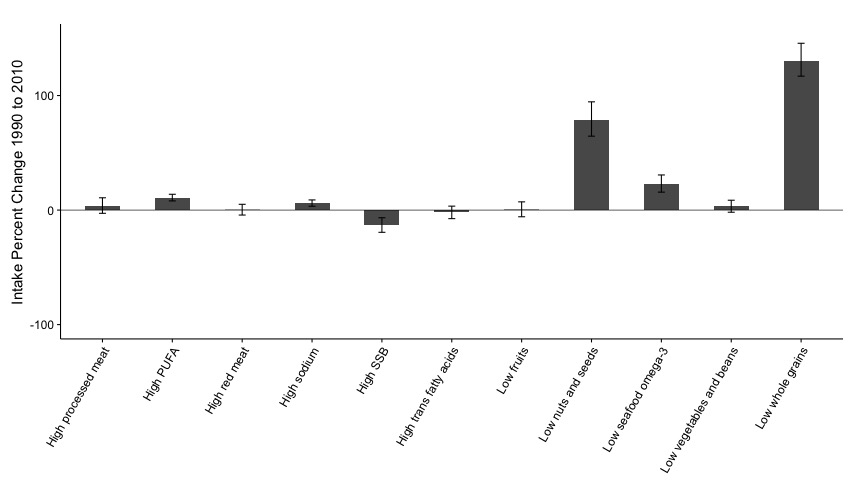 Intake Percent Change 1990 to 2010
100
0
-100
High processed meat
High PUFA
High red meat
High sodium
High SSB
High trans fatty acids
Low fruits
Low nuts and seeds
Low seafood omega-3
Low vegetables and beans
Low whole grains